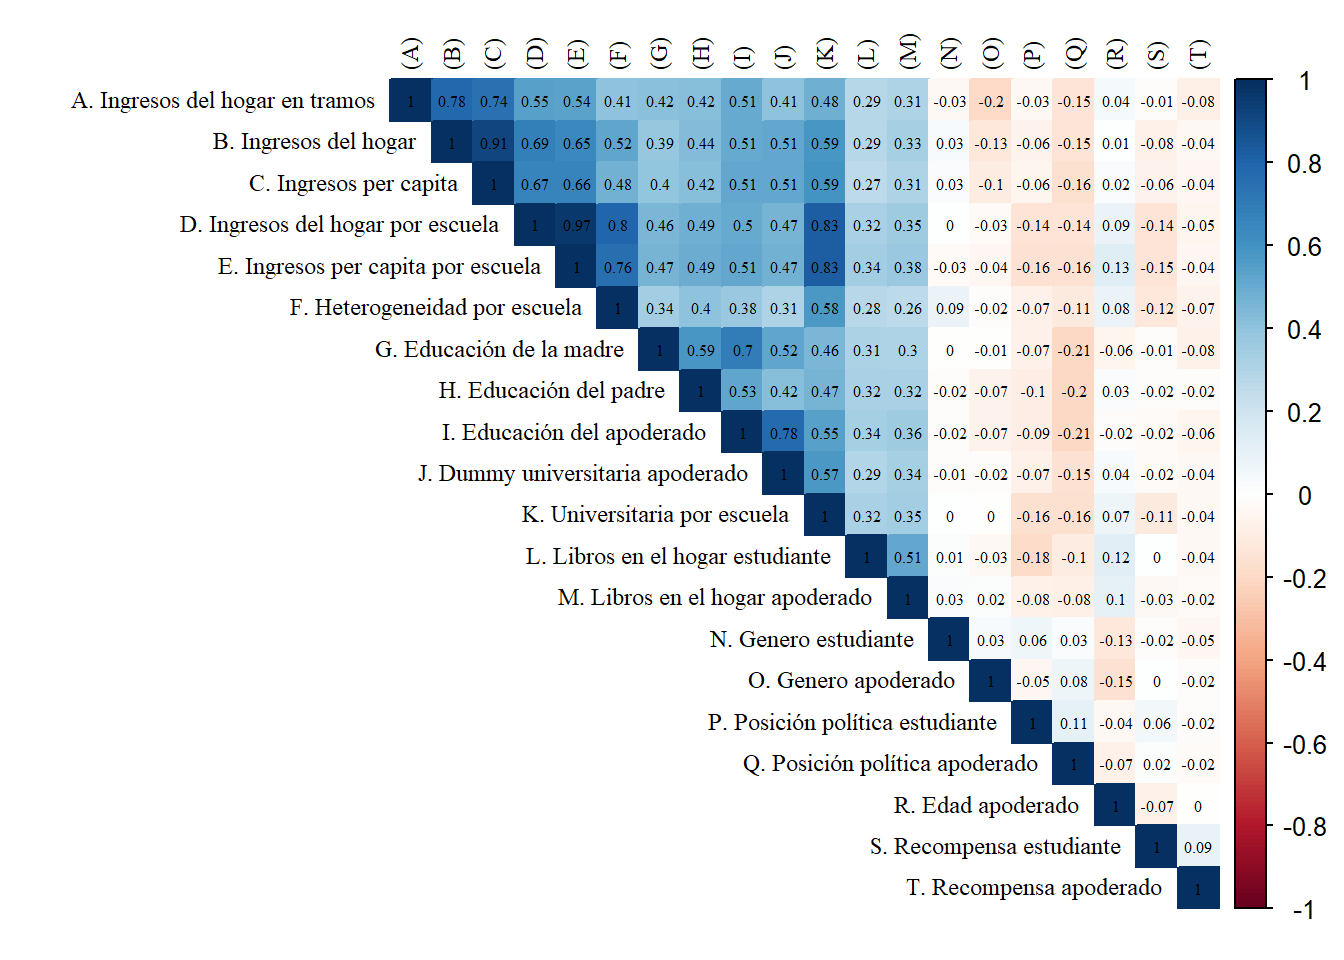 (A) (B) (C) (D) (E) (F) (G) (H) (I) (J) (K) (L) (M) (N) (O) (P) (Q) (R) (S) (T)
A. Ingresos del hogar en tramos 1 0.78 0.74 0.55 0.54 0.41 0.42 0.42 0.51 0.41 0.48 0.29 0.31 -0.03 -0.2 -0.03 -0.15 0.04 -0.01 -0.08
B. Ingresos del hogar 1 0.91 0.69 0.65 0.52 0.39 0.44 0.51 0.51 0.59 0.29 0.33 0.03 -0.13 -0.06 -0.15 0.01 -0.08 -0.04
C. Ingresos per capita 1 0.67 0.66 0.48 0.4 0.42 0.51 0.51 0.59 0.27 0.31 0.03 -0.1 -0.06 -0.16 0.02 -0.06 -0.04
D. Ingresos del hogar por escuela 1 0.97 0.8 0.46 0.49 0.5 0.47 0.83 0.32 0.35 0 -0.03 -0.14 -0.14 0.09 -0.14 -0.05
E. Ingresos per capita por escuela 1 0.76 0.47 0.49 0.51 0.47 0.83 0.34 0.38 -0.03 -0.04 -0.16 -0.16 0.13 -0.15 -0.04
F. Heterogeneidad por escuela 1 0.34 0.4 0.38 0.31 0.58 0.28 0.26 0.09 -0.02 -0.07 -0.11 0.08 -0.12 -0.07
G. Educación de la madre 1 0.59 0.7 0.52 0.46 0.31 0.3 0 -0.01 -0.07 -0.21 -0.06 -0.01 -0.08
H. Educación del padre 1 0.53 0.42 0.47 0.32 0.32 -0.02 -0.07 -0.1 -0.2 0.03 -0.02 -0.02
I. Educación del apoderado 1 0.78 0.55 0.34 0.36 -0.02 -0.07 -0.09 -0.21 -0.02 -0.02 -0.06
J. Dummy universitaria apoderado 1 0.57 0.29 0.34 -0.01 -0.02 -0.07 -0.15 0.04 -0.02 -0.04
K. Universitaria por escuela 1 0.32 0.35 0 0 -0.16 -0.16 0.07 -0.11 -0.04
L. Libros en el hogar estudiante 1 0.51 0.01 -0.03 -0.18 -0.1 0.12 0 -0.04
M. Libros en el hogar apoderado 1 0.03 0.02 -0.08 -0.08 0.1 -0.03 -0.02
N. Genero estudiante 1 0.03 0.06 0.03 -0.13 -0.02 -0.05
O. Genero apoderado 1 -0.05 0.08 -0.15 0 -0.02
P. Posición política estudiante 1 0.11 -0.04 0.06 -0.02
Q. Posición política apoderado 1 -0.07 0.02 -0.02
R. Edad apoderado 1 -0.07 0
S. Recompensa estudiante 1 0.09
T. Recompensa apoderado 1
1
0.8
0.6
0.4
0.2
0
-0.2
-0.4
-0.6
-0.8
-1